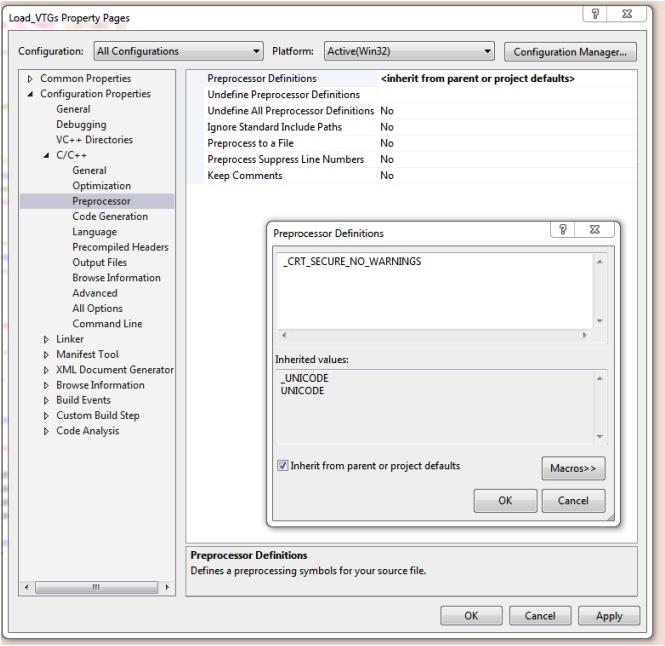 Load_VTGs Property Pages
Configuration: All Configurations Platform: Active(Win32) Configuration Manager...
Common Properties
Configuration Properties
General
Debugging
VC++ Directories
C/C++
General
Optimization
Preprocessor
Code Generation
Language
Precompiled Headers
Output Files
Browse Information
Advanced
All Options
Command Line
Linker
Manifest Tool
XML Document Generator
Browse Information
Build Events
Custom Build Step
Code Analysis
Preprocessor Definitions <inherit from parent or project defaults>
Undefine Preprocessor Definitions
Undefine All Preprocessor Definitions No
Ignore Standard Include Paths No
Preprocess to a File No
Preprocess Suppress Line Numbers No
Keep Comments No
Preprocessor Definitions
_CRT_SECURE_NO_WARNINGS
Inherited values:
_UNICODE
UNICODE
Inherit from parent or project defaults
Macros>>
OK Cancel
Preprocessor Definitions
Defines a preprocessing symbols for your source file.
OK Cancel Apply